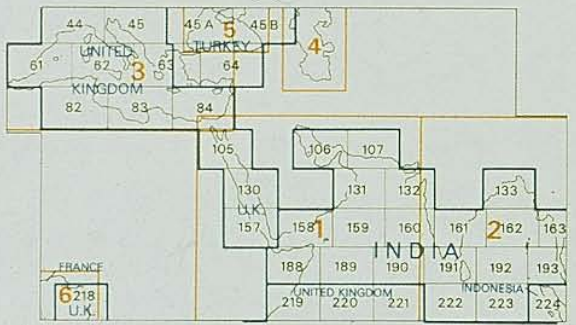 44 45 45 A 5 45 B
UNITED TURKEY 4
61 62 3 63 64
KINGDOM
82 83 84
105 106 107
130 131 132 133
U.K.
157 158 1 159 160 161 2 162 163
INDIA
188 189 190 191 192 193
FRANCE UNITED KINGDOM INDONESIA
6 218 219 220 221 222 223 224
U.K.